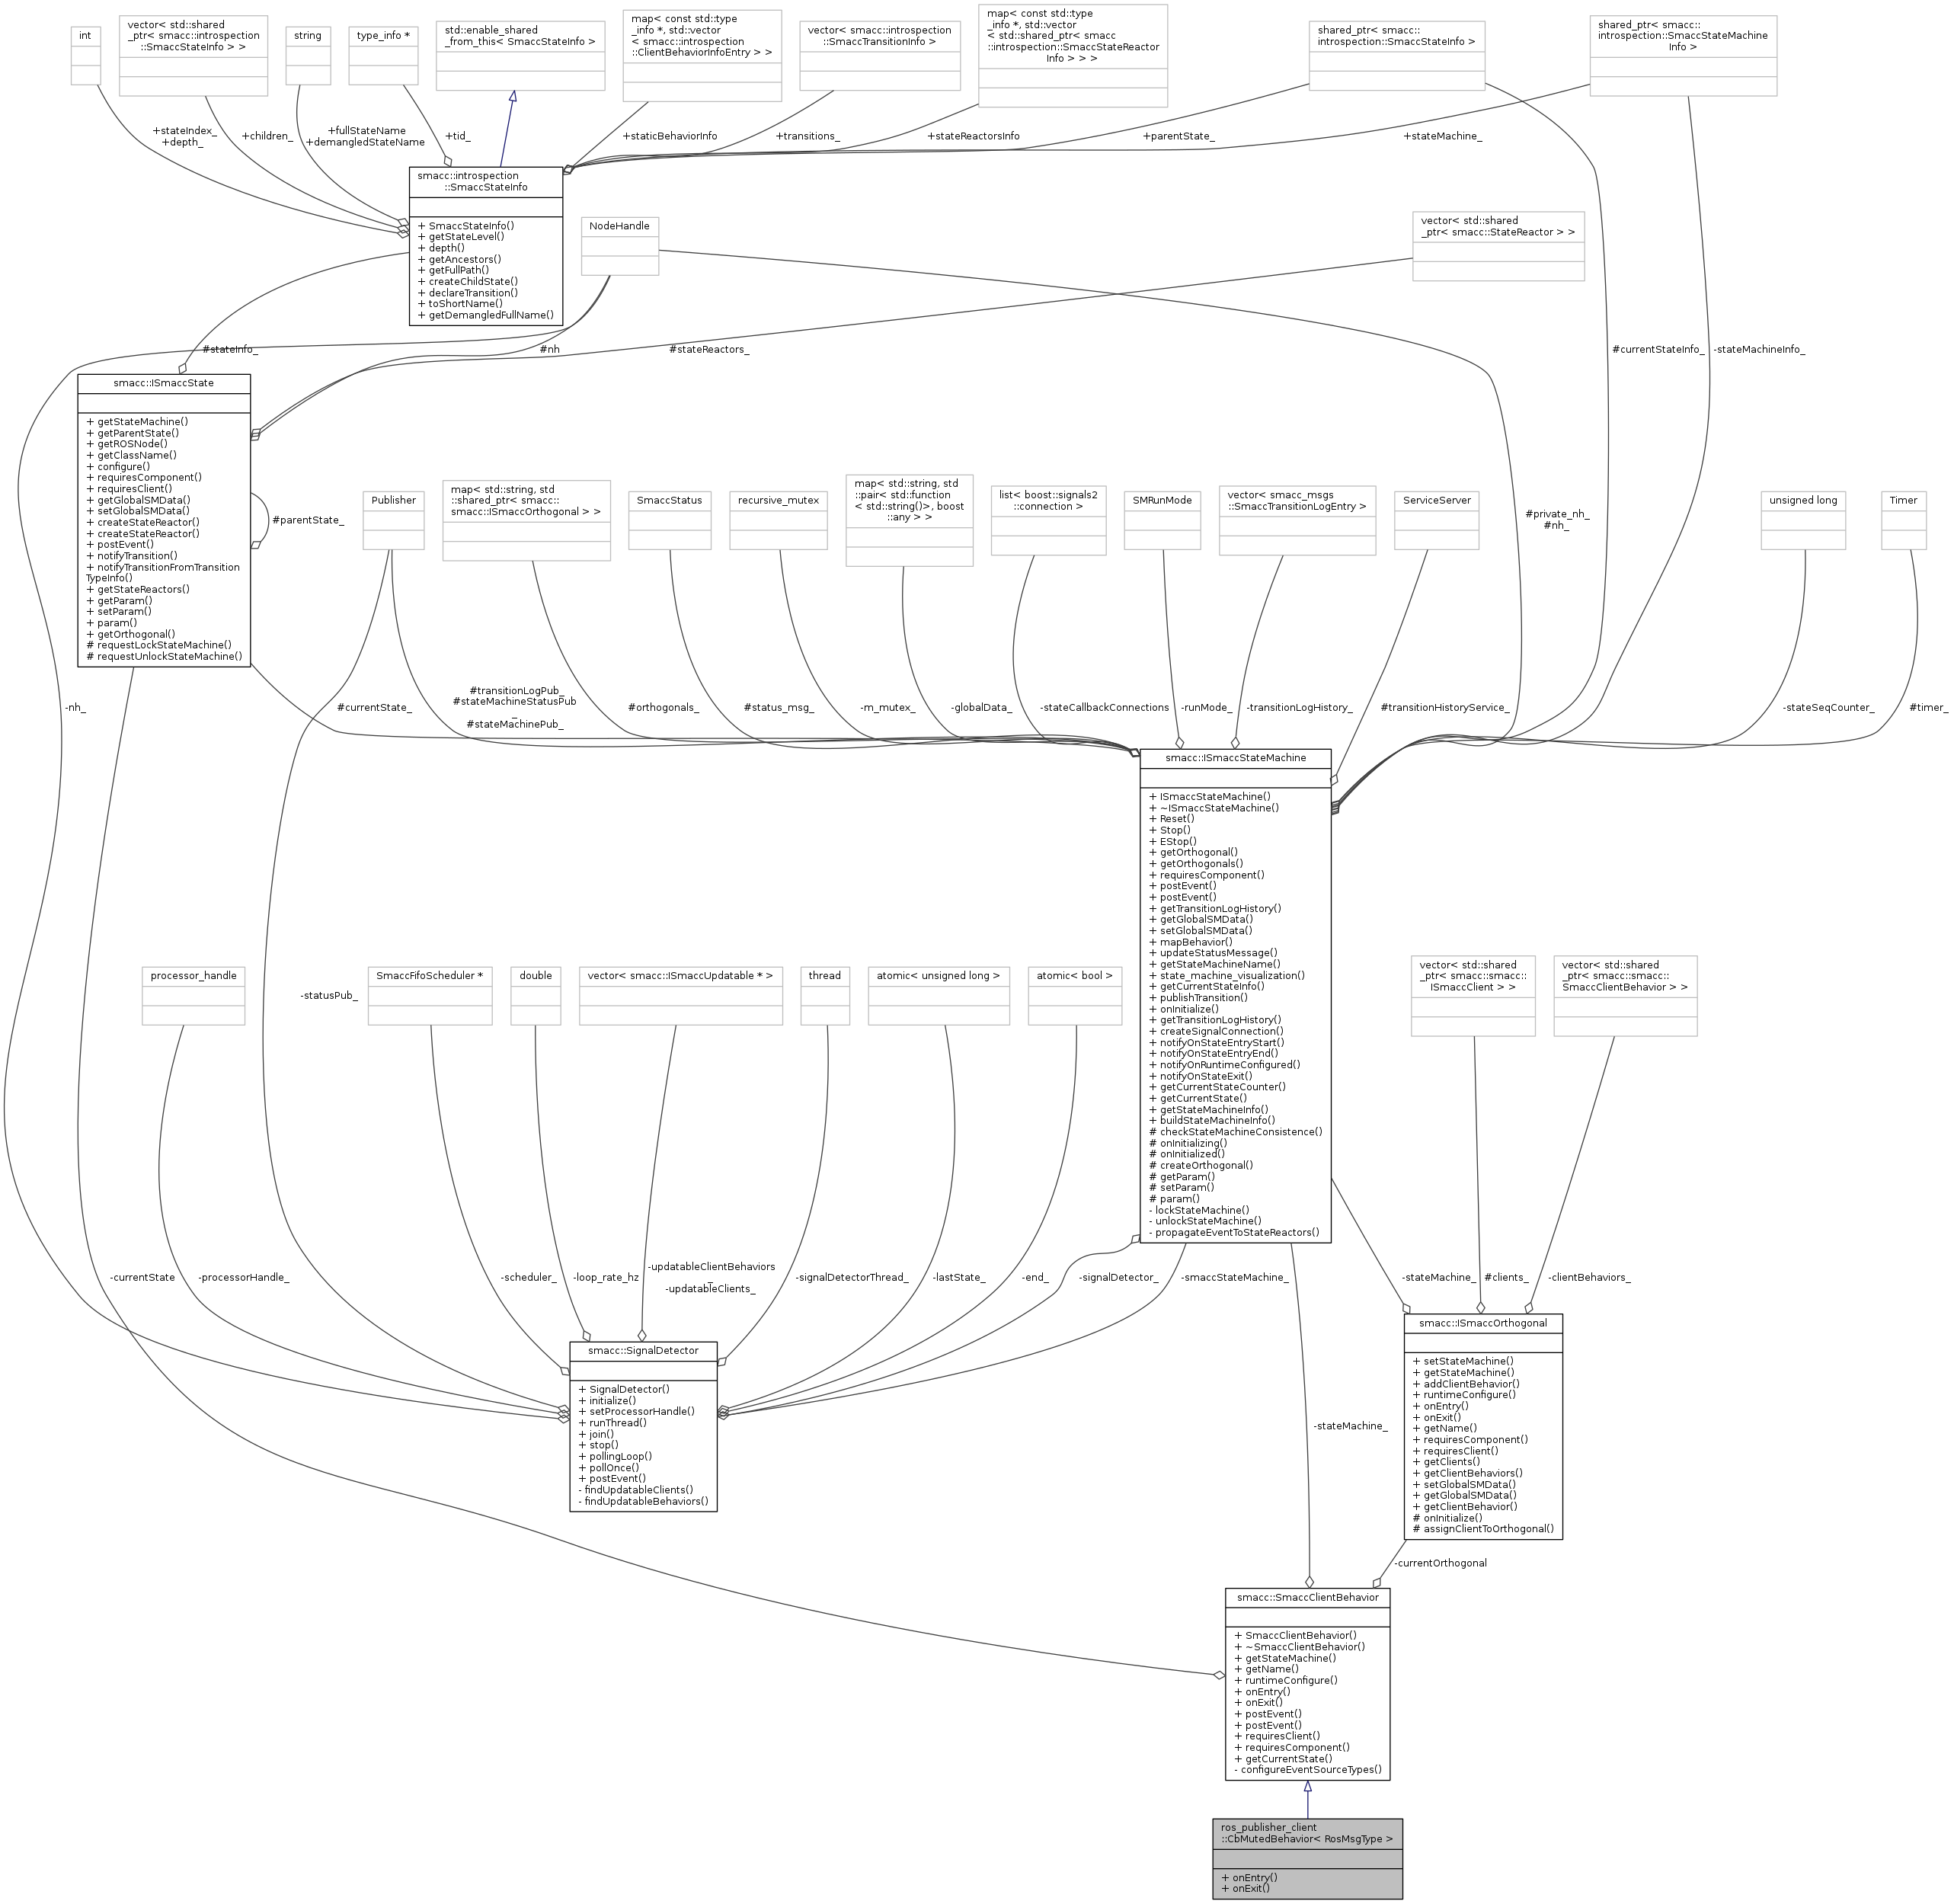 int
vector< std::shared
_ptr< smacc::introspection
::SmaccStateInfo > >
string
type_info *
std::enable_shared
_from_this< SmaccStateInfo >
map< const std::type
_info *, std::vector
< smacc::introspection
::ClientBehaviorInfoEntry > >
vector< smacc::introspection
::SmaccTransitionInfo >
map< const std::type
_info *, std::vector
< std::shared_ptr< smacc
::introspection::SmaccStateReactor
Info > > >
shared_ptr< smacc::
introspection::SmaccStateInfo >
shared_ptr< smacc::
introspection::SmaccStateMachine
Info >
+stateIndex_
+depth_
+children_
+fullStateName
+demangledStateName
+tid_
+staticBehaviorInfo
+transitions_
+stateReactorsInfo
+parentState_
+stateMachine_
smacc::introspection
::SmaccStateInfo
+ SmaccStateInfo()
+ getStateLevel()
+ depth()
+ getAncestors()
+ getFullPath()
+ createChildState()
+ declareTransition()
+ toShortName()
+ getDemangledFullName()
NodeHandle
vector< std::shared
_ptr< smacc::StateReactor > >
#stateInfo_
#nh
#stateReactors_
#currentStateInfo_
-stateMachineInfo_
smacc::ISmaccState
+ getStateMachine()
+ getParentState()
+ getROSNode()
+ getClassName()
+ configure()
+ requiresComponent()
+ requiresClient()
+ getGlobalSMData()
+ setGlobalSMData()
+ createStateReactor()
+ createStateReactor()
+ postEvent()
+ notifyTransition()
+ notifyTransitionFromTransition
TypeInfo()
+ getStateReactors()
+ getParam()
+ setParam()
+ param()
+ getOrthogonal()
# requestLockStateMachine()
# requestUnlockStateMachine()
#parentState_
Publisher
map< std::string, std
::shared_ptr< smacc::
smacc::ISmaccOrthogonal > >
SmaccStatus
recursive_mutex
map< std::string, std
::pair< std::function
< std::string()>, boost
::any > >
list< boost::signals2
::connection >
SMRunMode
vector< smacc_msgs
::SmaccTransitionLogEntry >
ServiceServer
#private_nh_
#nh_
unsigned long
Timer
-nh_
#currentState_
#transitionLogPub_
#stateMachineStatusPub
_
#stateMachinePub_
#orthogonals_
#status_msg_
-m_mutex_
-globalData_
-stateCallbackConnections
-runMode_
-transitionLogHistory_
#transitionHistoryService_
-stateSeqCounter_
#timer_
smacc::ISmaccStateMachine
+ ISmaccStateMachine()
+ ~ISmaccStateMachine()
+ Reset()
+ Stop()
+ EStop()
+ getOrthogonal()
+ getOrthogonals()
+ requiresComponent()
+ postEvent()
+ postEvent()
+ getTransitionLogHistory()
+ getGlobalSMData()
+ setGlobalSMData()
+ mapBehavior()
+ updateStatusMessage()
+ getStateMachineName()
+ state_machine_visualization()
+ getCurrentStateInfo()
+ publishTransition()
+ onInitialize()
+ getTransitionLogHistory()
+ createSignalConnection()
+ notifyOnStateEntryStart()
+ notifyOnStateEntryEnd()
+ notifyOnRuntimeConfigured()
+ notifyOnStateExit()
+ getCurrentStateCounter()
+ getCurrentState()
+ getStateMachineInfo()
+ buildStateMachineInfo()
# checkStateMachineConsistence()
# onInitializing()
# onInitialized()
# createOrthogonal()
# getParam()
# setParam()
# param()
- lockStateMachine()
- unlockStateMachine()
- propagateEventToStateReactors()
processor_handle
-statusPub_
SmaccFifoScheduler *
double
vector< smacc::ISmaccUpdatable * >
thread
atomic< unsigned long >
atomic< bool >
vector< std::shared
_ptr< smacc::smacc::
ISmaccClient > >
vector< std::shared
_ptr< smacc::smacc::
SmaccClientBehavior > >
-currentState
-processorHandle_
-scheduler_
-loop_rate_hz
-updatableClientBehaviors
_
-updatableClients_
-signalDetectorThread_
-lastState_
-end_
-signalDetector_
-smaccStateMachine_
-stateMachine_
#clients_
-clientBehaviors_
smacc::SignalDetector
+ SignalDetector()
+ initialize()
+ setProcessorHandle()
+ runThread()
+ join()
+ stop()
+ pollingLoop()
+ pollOnce()
+ postEvent()
- findUpdatableClients()
- findUpdatableBehaviors()
-stateMachine_
smacc::ISmaccOrthogonal
+ setStateMachine()
+ getStateMachine()
+ addClientBehavior()
+ runtimeConfigure()
+ onEntry()
+ onExit()
+ getName()
+ requiresComponent()
+ requiresClient()
+ getClients()
+ getClientBehaviors()
+ setGlobalSMData()
+ getGlobalSMData()
+ getClientBehavior()
# onInitialize()
# assignClientToOrthogonal()
-currentOrthogonal
smacc::SmaccClientBehavior
+ SmaccClientBehavior()
+ ~SmaccClientBehavior()
+ getStateMachine()
+ getName()
+ runtimeConfigure()
+ onEntry()
+ onExit()
+ postEvent()
+ postEvent()
+ requiresClient()
+ requiresComponent()
+ getCurrentState()
- configureEventSourceTypes()
ros_publisher_client
::CbMutedBehavior< RosMsgType >
+ onEntry()
+ onExit()